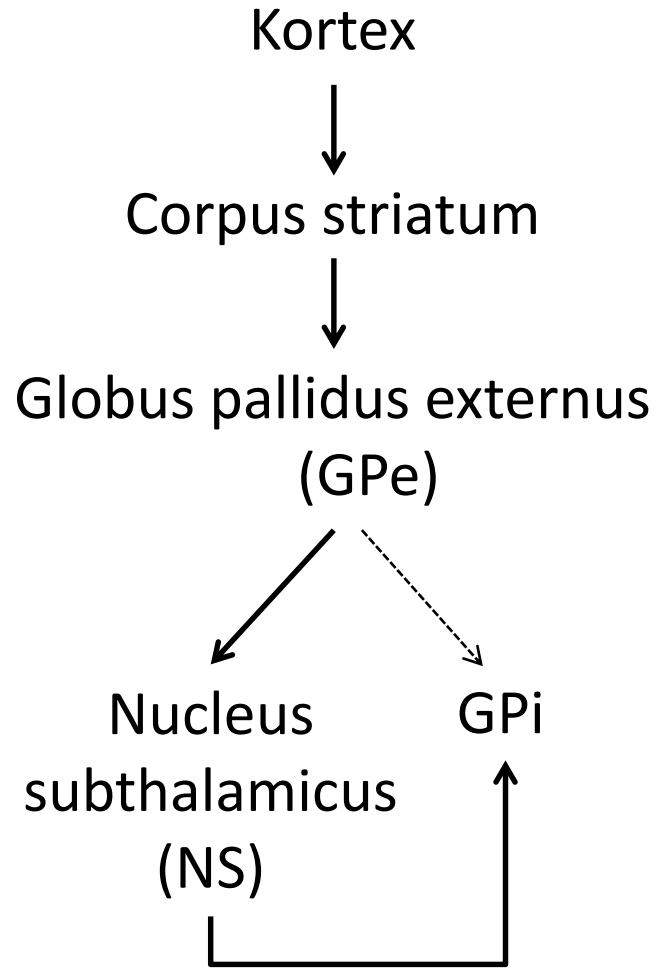 Kortex
Corpus striatum
Globus pallidus externus
(GPe)
Nucleus
subthalamicus
(NS)
GPi